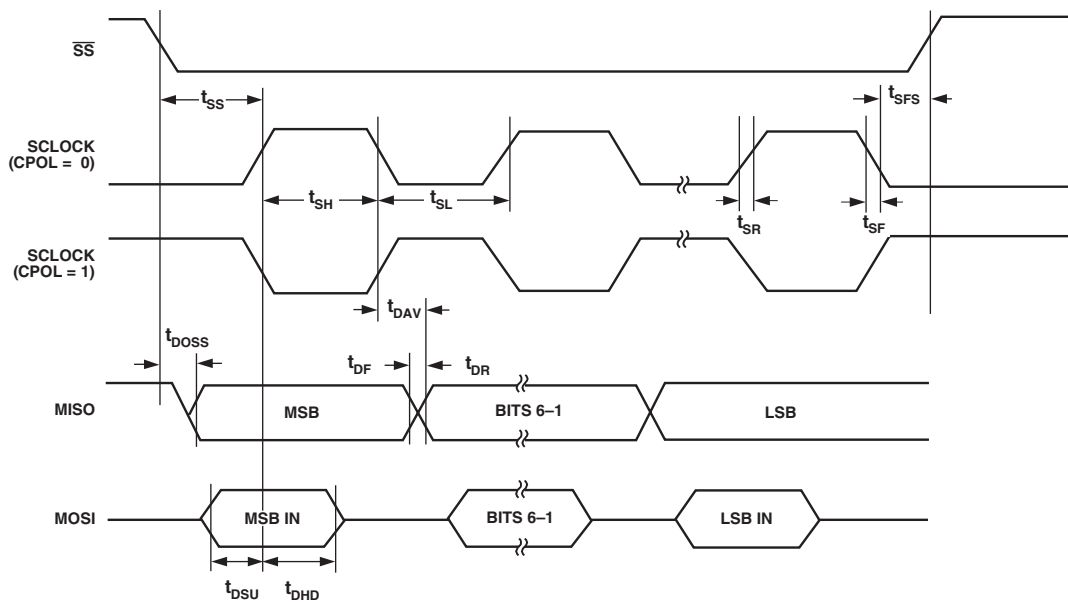 SS
tSS
tSFS
SCLOCK
(CPOL = 0)
tSH
tSL
tSR
tSF
SCLOCK
(CPOL = 1)
tDAV
tDOSS
tDF
tDR
MISO
MSB
BITS 6–1
LSB
MOSI
MSB IN
BITS 6–1
LSB IN
tDSU
tDHD